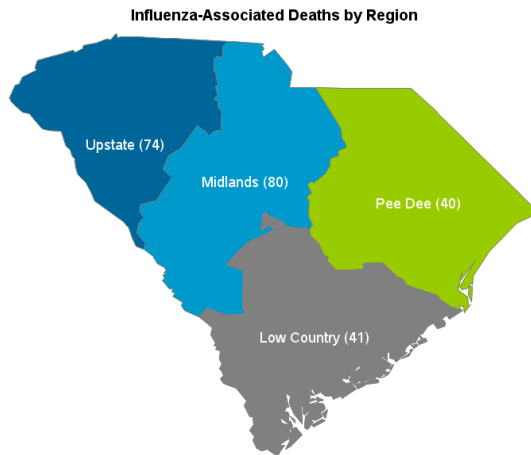 Influenza-Associated Deaths by Region
Upstate (74)
Midlands (80)
Pee Dee (40)
Low Country (41)